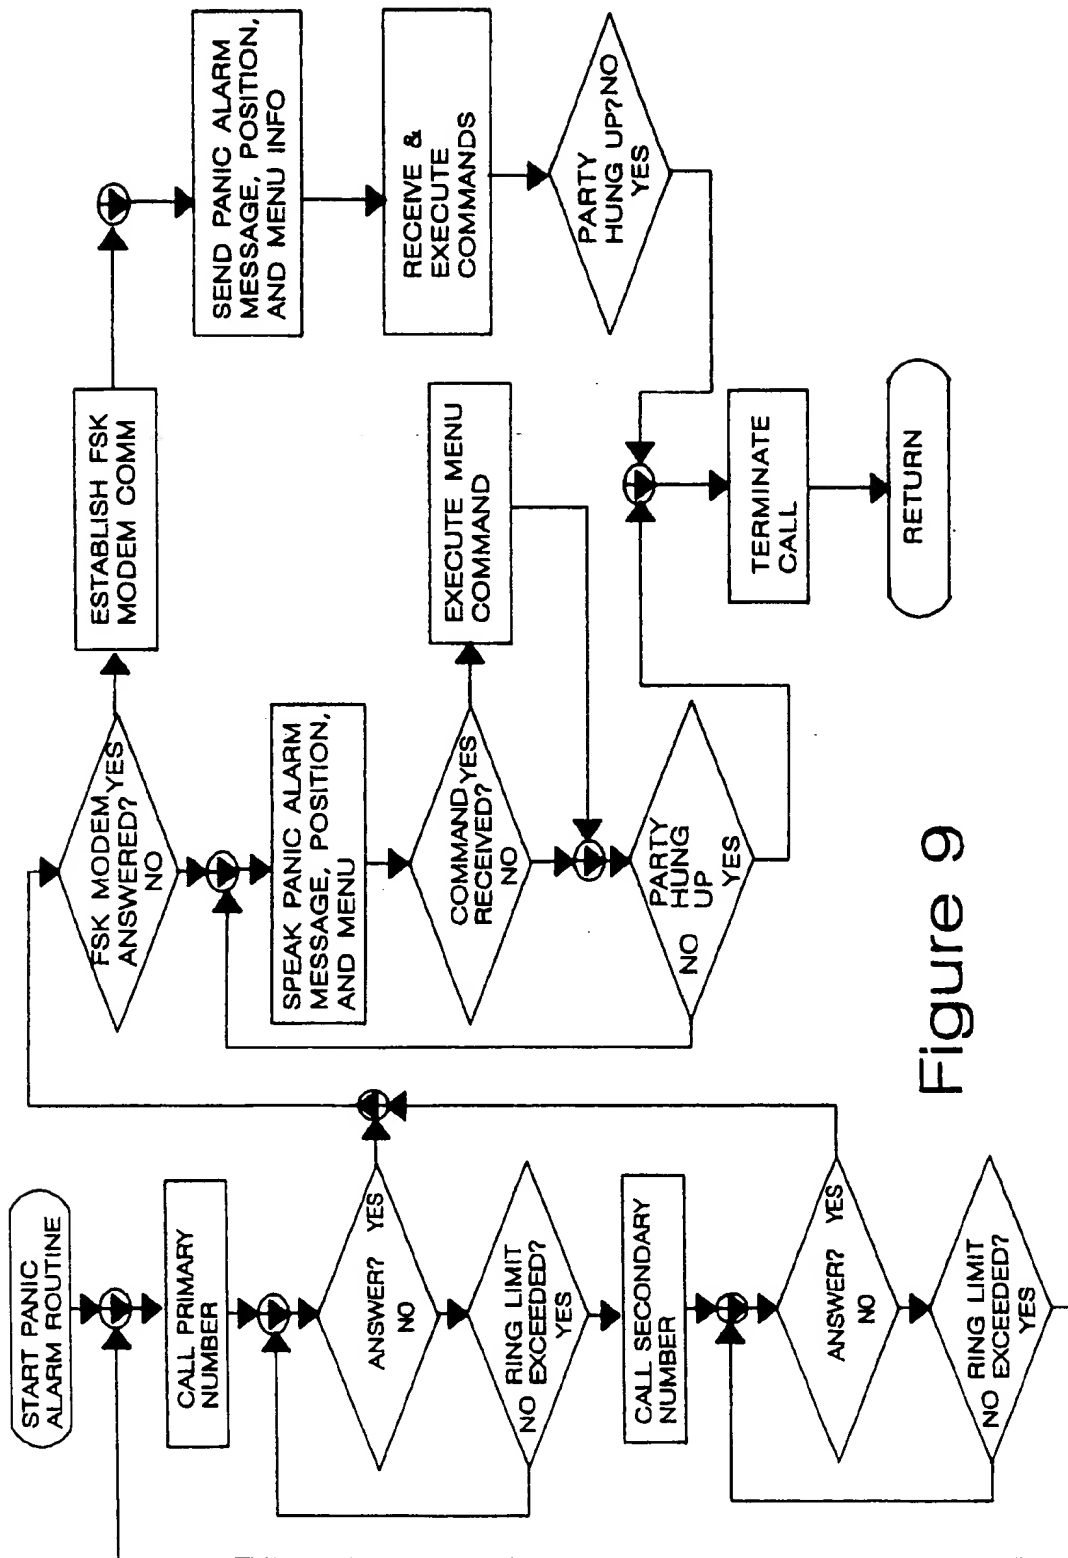 START PANIC
ALARM ROUTINE
CALL PRIMARY
NUMBER
ANSWER? YES
NO
RING LIMIT
EXCEEDED?
NO
YES
CALL SECONDARY
NUMBER
ANSWER? YES
NO
RING LIMIT
EXCEEDED?
NO
YES
FSK MODEM
ANSWERED? YES
NO
SPEAK PANIC ALARM
MESSAGE, POSITION,
AND MENU
COMMAND YES
RECEIVED?
NO
PARTY
HUNG
UP
NO
YES
ESTABLISH FSK
MODEM COMM
EXECUTE MENU
COMMAND
TERMINATE
CALL
RETURN
SEND PANIC ALARM
MESSAGE, POSITION,
AND MENU INFO
RECEIVE &
EXECUTE
COMMANDS
PARTY
HUNG UP? NO
YES
Figure 9